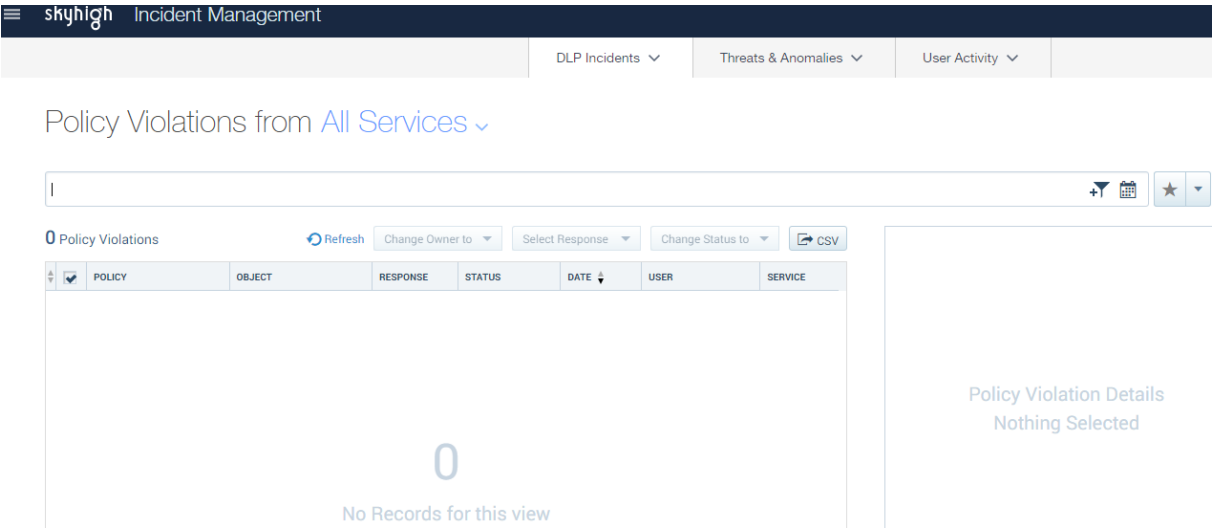 skyhigh Incident Management
DLP Incidents Threats & Anomalies User Activity
Policy Violations from All Services
0 Policy Violations Refresh Change Owner to Select Response Change Status to CSV
POLICY OBJECT RESPONSE STATUS DATE USER SERVICE
0
No Records for this view
Policy Violation Details
Nothing Selected